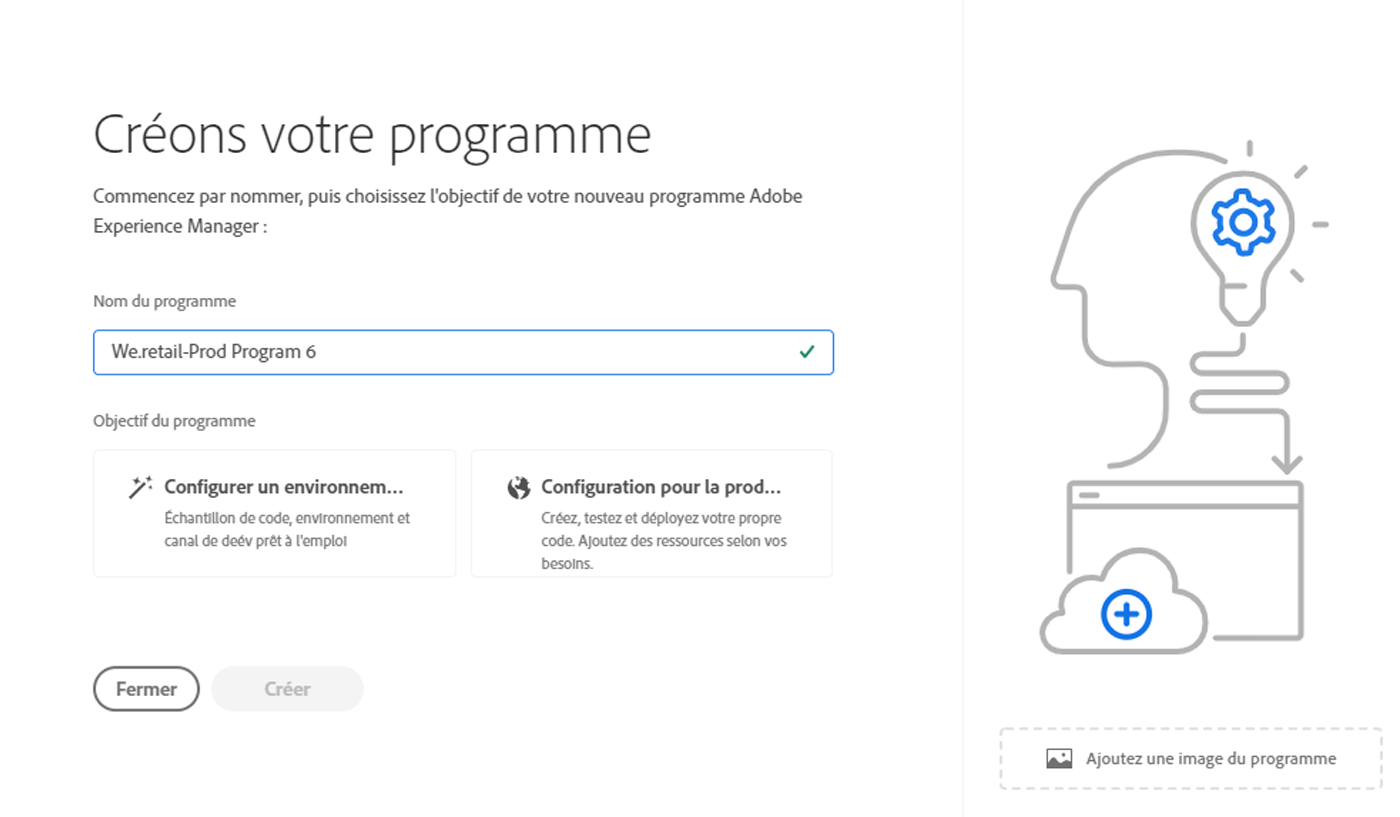 Créons votre programme
Commencez par nommer, puis choisissez l'objectif de votre nouveau programme Adobe
Experience Manager :
Nom du programme
We.retail-Prod Program 6
Objectif du programme
Configurer un environnem...
Échantillon de code, environnement et
canal de deév prêt à l'emploi
Configuration pour la prod...
Créez, testez et déployez votre propre
code. Ajoutez des ressources selon vos
besoins.
Fermer
Créer
Ajoutez une image du programme